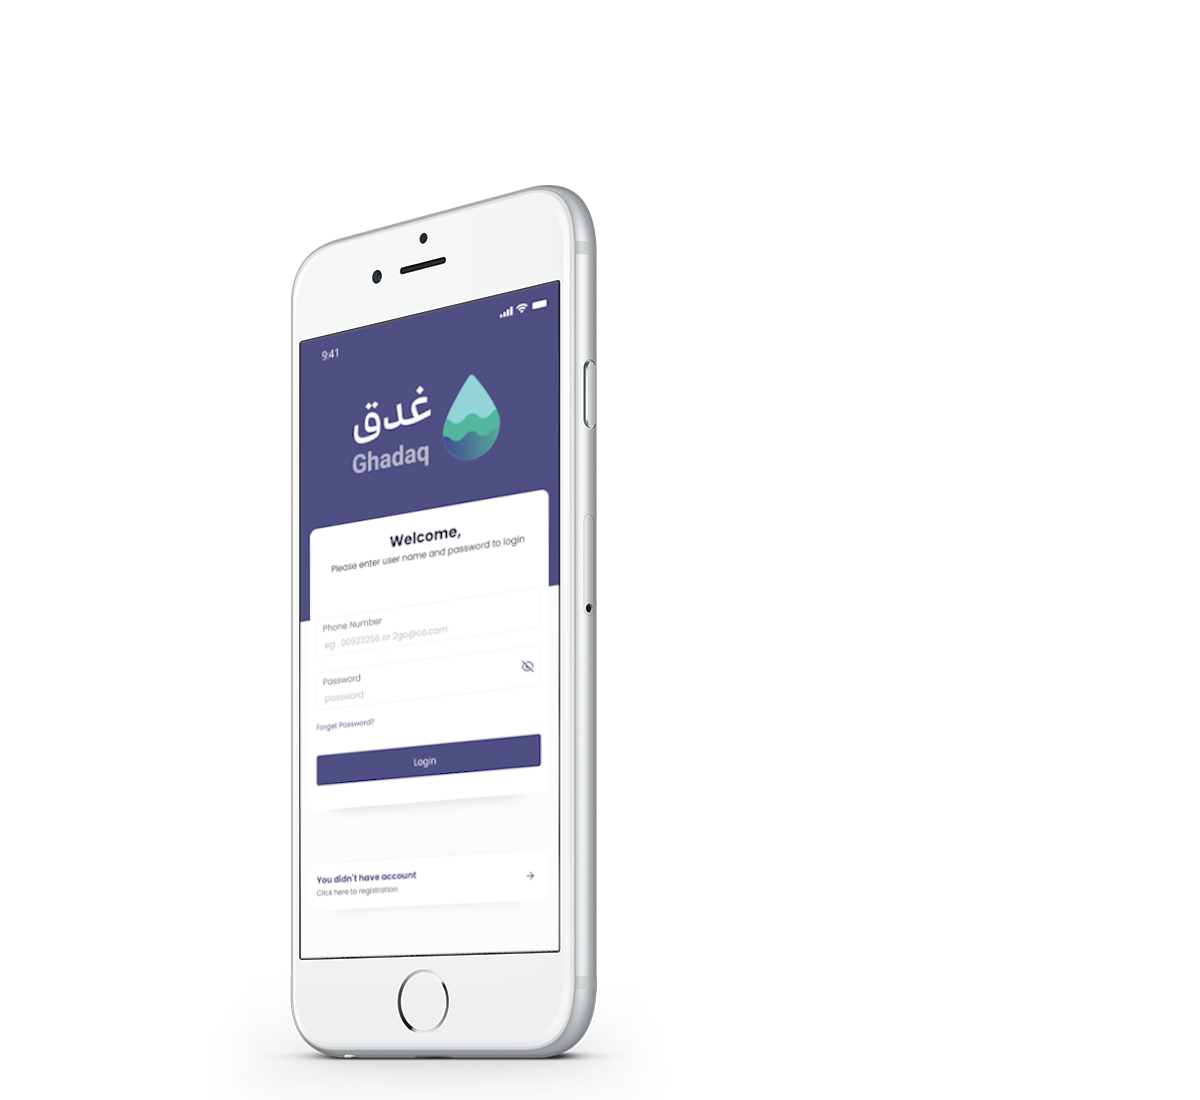 9:41
غدق
Ghadaq
Welcome,
Please enter user name and password to login
Phone Number
eg . 00923256 or 2go@co.com
Password
password
Forget Password?
Login
You didn't have account
Click here to registration